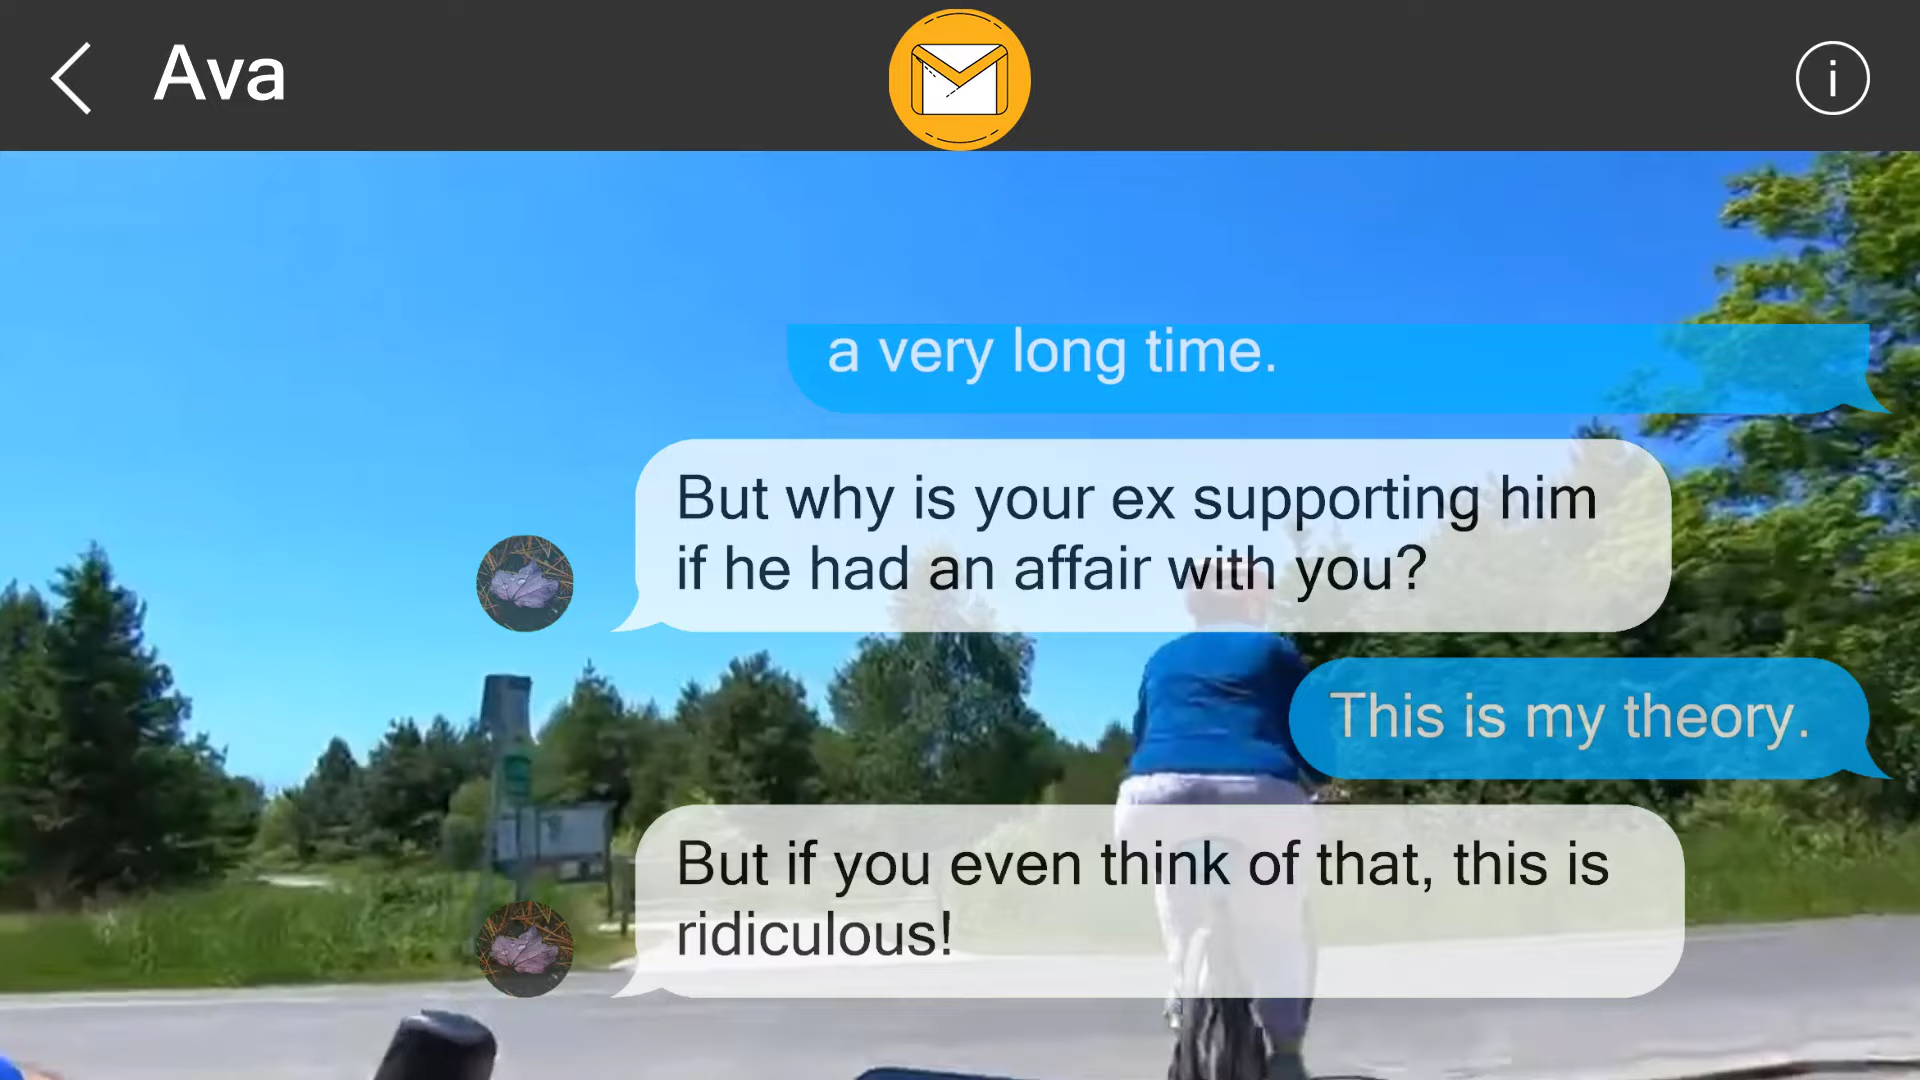 Ava
a very long time.
But why is your ex supporting him
if he had an affair with you?
This is my theory.
But if you even think of that, this is
ridiculous!